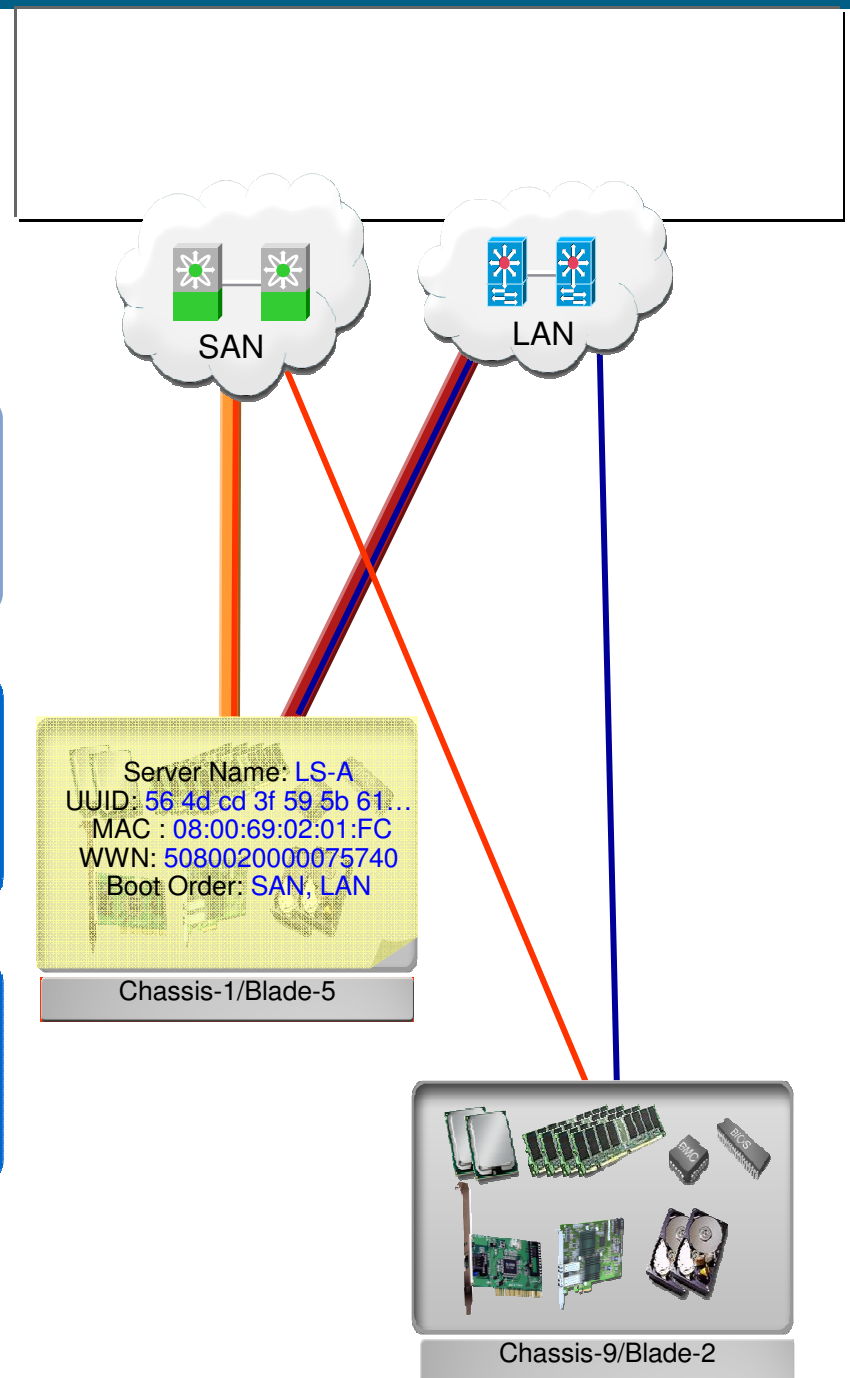 SAN
LAN
Server Name: LS-A
UUID: 56 4d cd 3f 59 5b 61…
MAC : 08:00:69:02:01:FC
WWN: 5080020000075740
Boot Order: SAN, LAN
Chassis-1/Blade-5
BIOS
Chassis-9/Blade-2